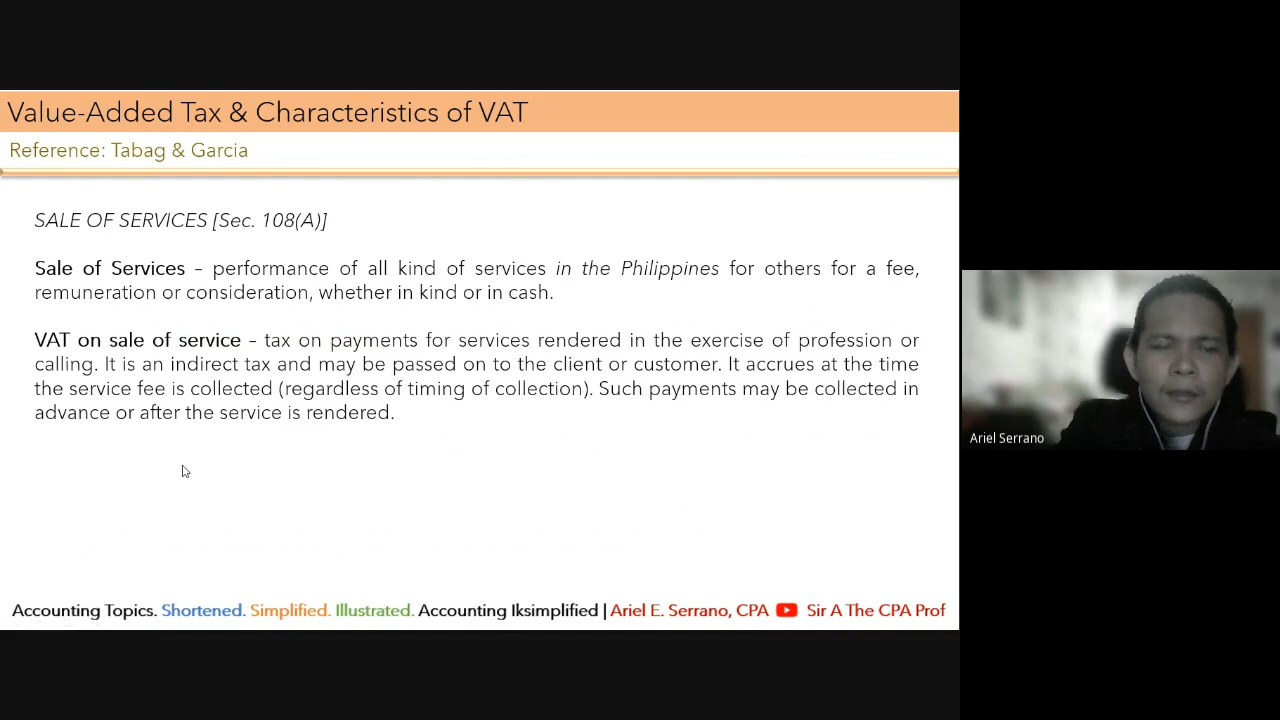 Value-Added Tax & Characteristics of VAT
Reference: Tabag & Garcia
SALE OF SERVICES [Sec. 108(A)]
Sale of Services – performance of all kind of services in the Philippines for others for a fee,
remuneration or consideration, whether in kind or in cash.
VAT on sale of service – tax on payments for services rendered in the exercise of profession or
calling. It is an indirect tax and may be passed on to the client or customer. It accrues at the time
the service fee is collected (regardless of timing of collection). Such payments may be collected in
advance or after the service is rendered.
Ariel Serrano
Accounting Topics. Shortened. Simplified. Illustrated. Accounting Iksimplified | Ariel E. Serrano, CPA Sir A The CPA Prof